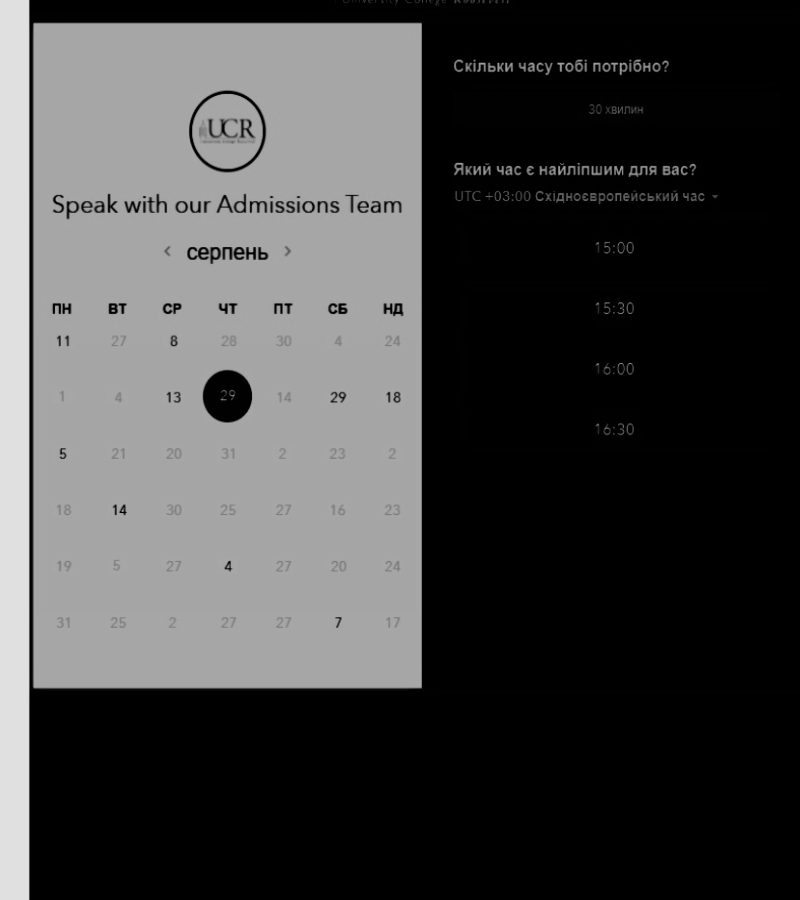 University College
UCR
Speak with our Admissions Team
< серпень >
ПН ВТ СР ЧТ ПТ СБ НД
11 27 8 28 30 4 24
1 4 13 29 14 29 18
5 21 20 31 2 23 2
18 14 30 25 27 16 23
19 5 27 4 27 20 24
31 25 2 27 27 7 17
Скільки часу тобі потрібно?
30 хвилин
Який час є найліпшим для вас?
UTC +03:00 Східноєвропейський час
15:00
15:30
16:00
16:30